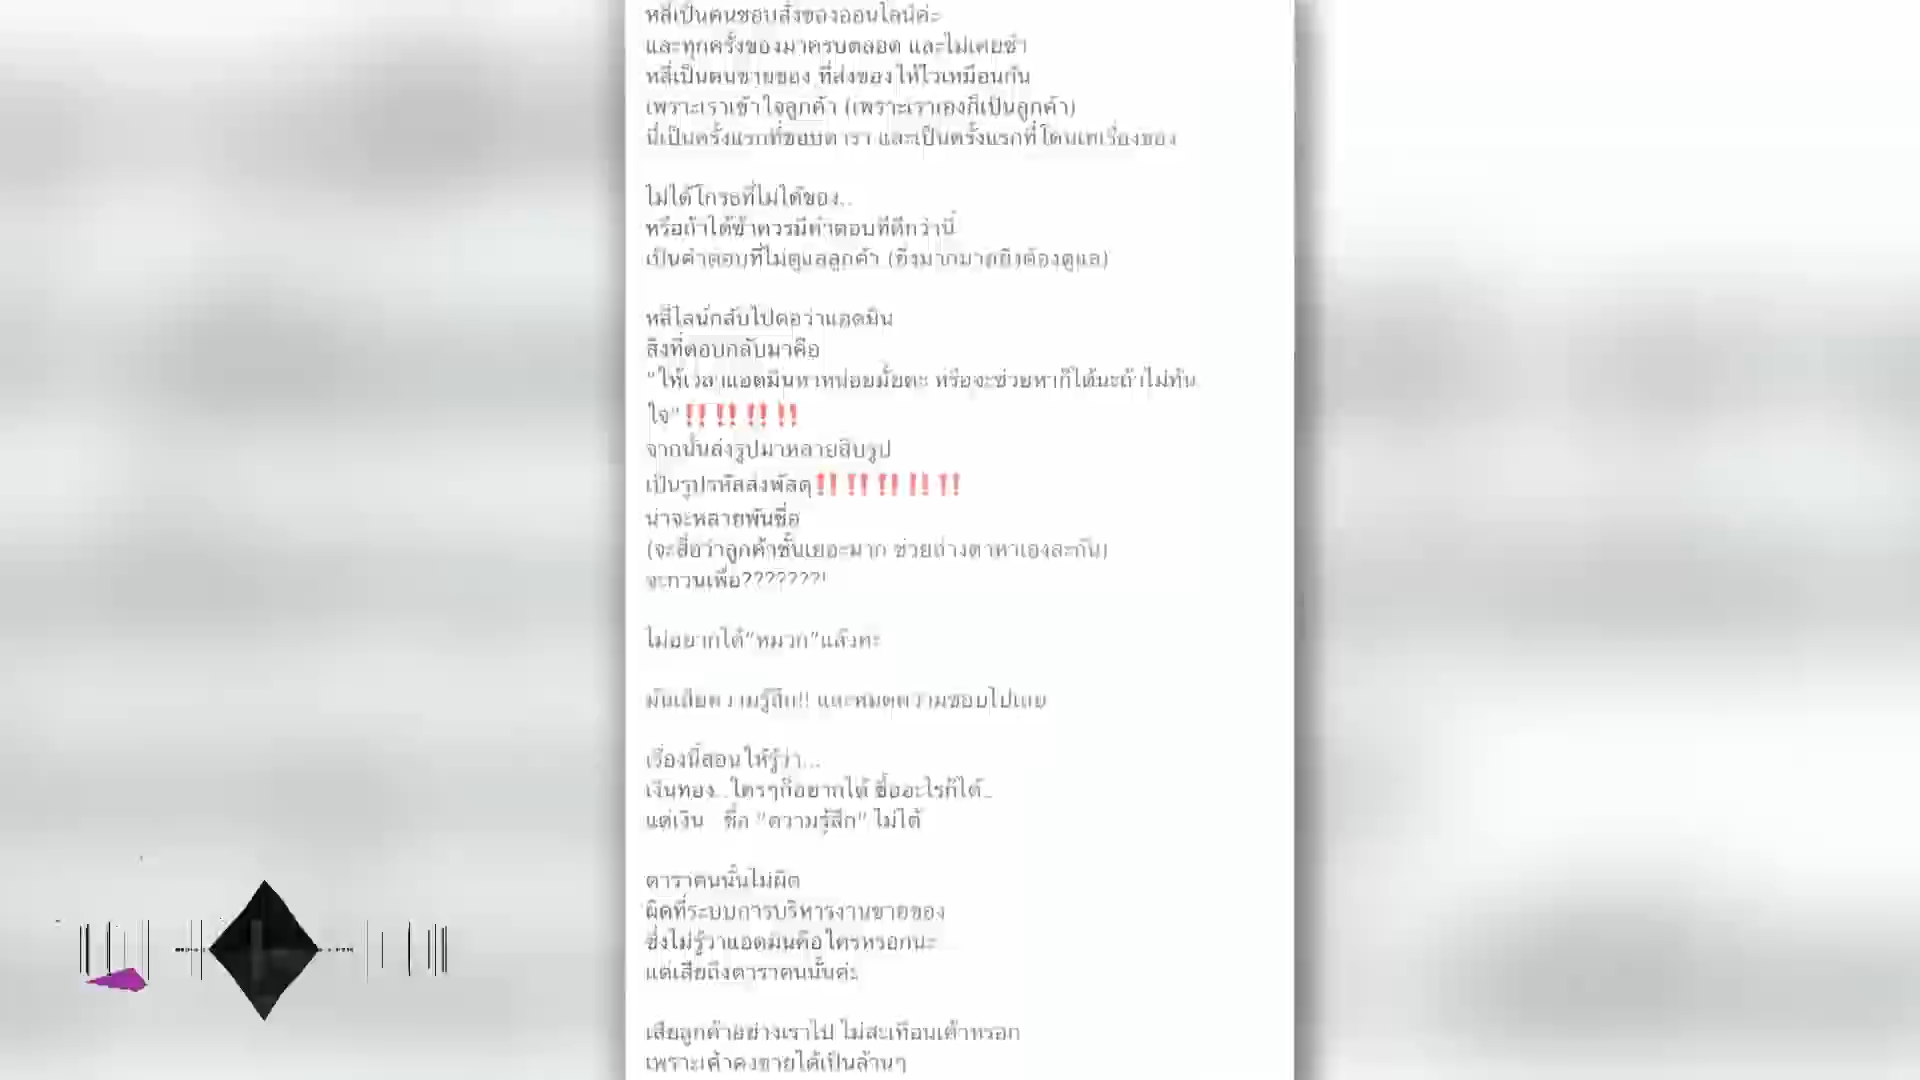 หลีเป็นคนชอบสั่งของออนไลน์ค่ะ
และทุกครั้งของมาครบตลอด และไม่เคยช้า
หลีเป็นคนขายของ ที่ส่งของให้ไวเหมือนกัน
เพราะเราเข้าใจลูกค้า (เพราะเราเองก็เป็นลูกค้า)
นี่เป็นครั้งแรกที่ชอบดารา และเป็นครั้งแรกที่โดนเทเรื่องของ
ไม่ได้โกรธที่ไม่ได้ของ..
หรือถ้าได้ช้าควรมีคำตอบที่ดีกว่านี้
เป็นคำตอบที่ไม่ดูแลลูกค้า (ยิ่งมากมายยิ่งต้องดูแล)
หลีไลน์กลับไปต่อว่าแอดมิน
สิ่งที่ตอบกลับมาคือ
"ให้เวลาแอดมินหาหน่อยมั้ยคะ หรือจะช่วยหาก็ได้นะถ้าไม่ทัน
ใจ"‼️‼️‼️‼️
จากนั้นส่งรูปมาหลายสิบรูป
เป็นรูปรหัสส่งพัสดุ‼️‼️‼️‼️‼️
น่าจะหลายพันชื่อ
(จะสื่อว่าลูกค้าชั้นเยอะมาก ช่วยถ่างตาหาเองละกัน)
จะกวนเพื่อ???????!
ไม่อยากได้"หมวก"แล้วหะ
มันเสียความรู้สึก!! และหมดความชอบไปเลย
เรื่องนี้สอนให้รู้ว่า...
เงินทอง..ใครๆก็อยากได้ ซื้ออะไรก็ได้..
แต่เงิน ซื้อ "ความรู้สึก" ไม่ได้
ดาราคนนั้นไม่ผิด
ผิดที่ระบบการบริหารงานขายของ
ซึ่งไม่รู้ว่าแอดมินคือใครหรอกนะ
แต่เสียถึงดาราคนนั้นค่ะ
เสียลูกค้าอย่างเราไป ไม่สะเทือนเค้าหรอก
เพราะเค้าคงขายได้เป็นล้านๆ